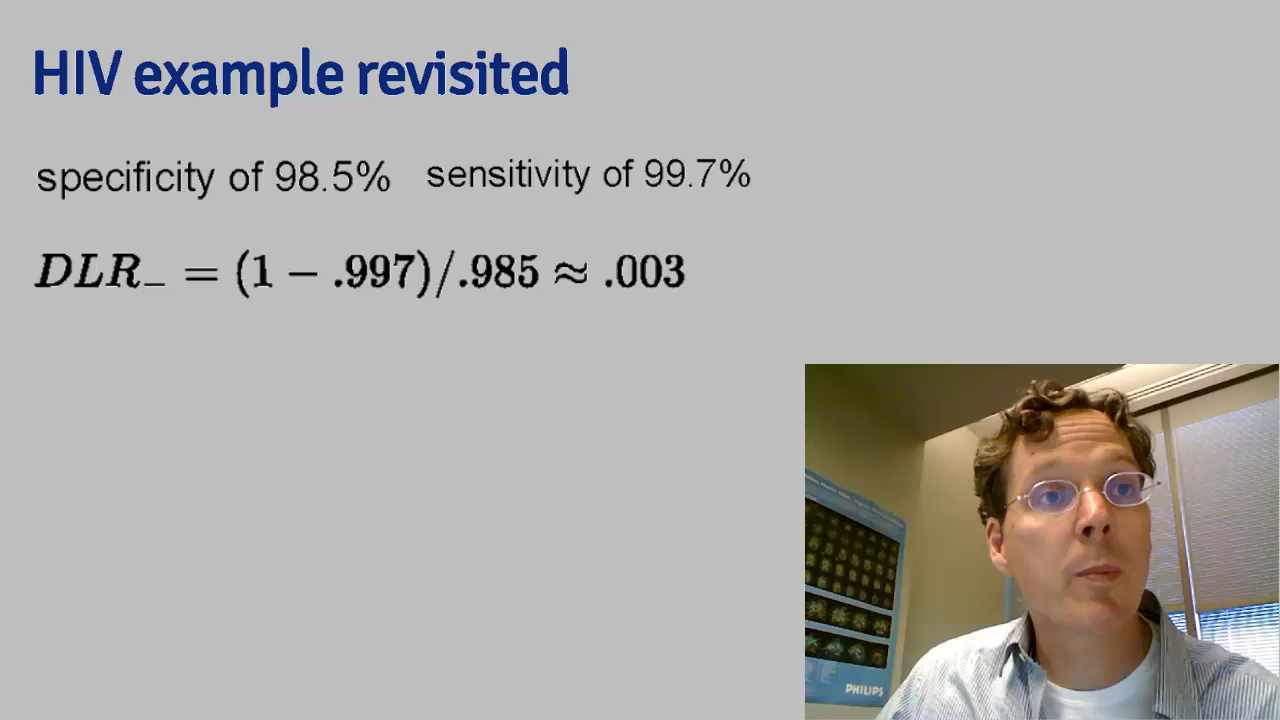 HIV example revisited
specificity of 98.5% sensitivity of 99.7%
DLR_ = (1 − .997)/.985 ≈ .003
PHILIPS